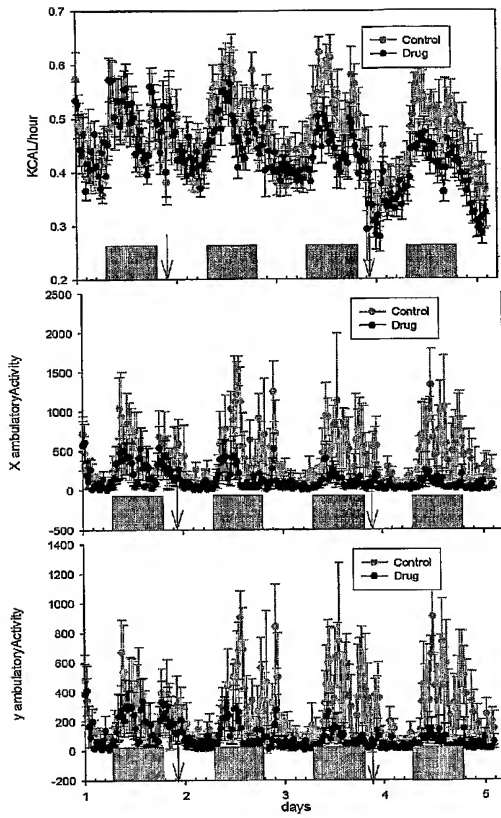 0.7
0.6
0.5
0.4
0.3
0.2
KCAL/hour
Control
Drug
2500
2000
1500
1000
500
0
-500
X ambulatoryActivity
Control
Drug
1400
1200
1000
800
600
400
200
0
-200
y ambulatoryActivity
Control
Drug
1
2
3
4
5
days